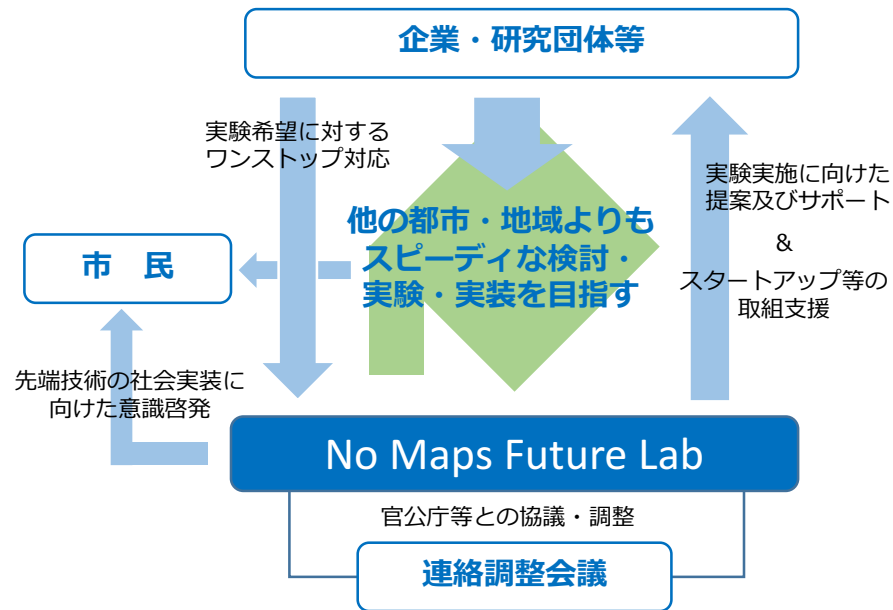 企業・研究団体等
実験希望に対する
ワンストップ対応
実験実施に向けた
提案及びサポート
&
スタートアップ等の
取組支援
他の都市・地域よりも
スピーディな検討・
実験・実装を目指す
市　民
先端技術の社会実装に
向けた意識啓発
No Maps Future Lab
官公庁等との協議・調整
連絡調整会議